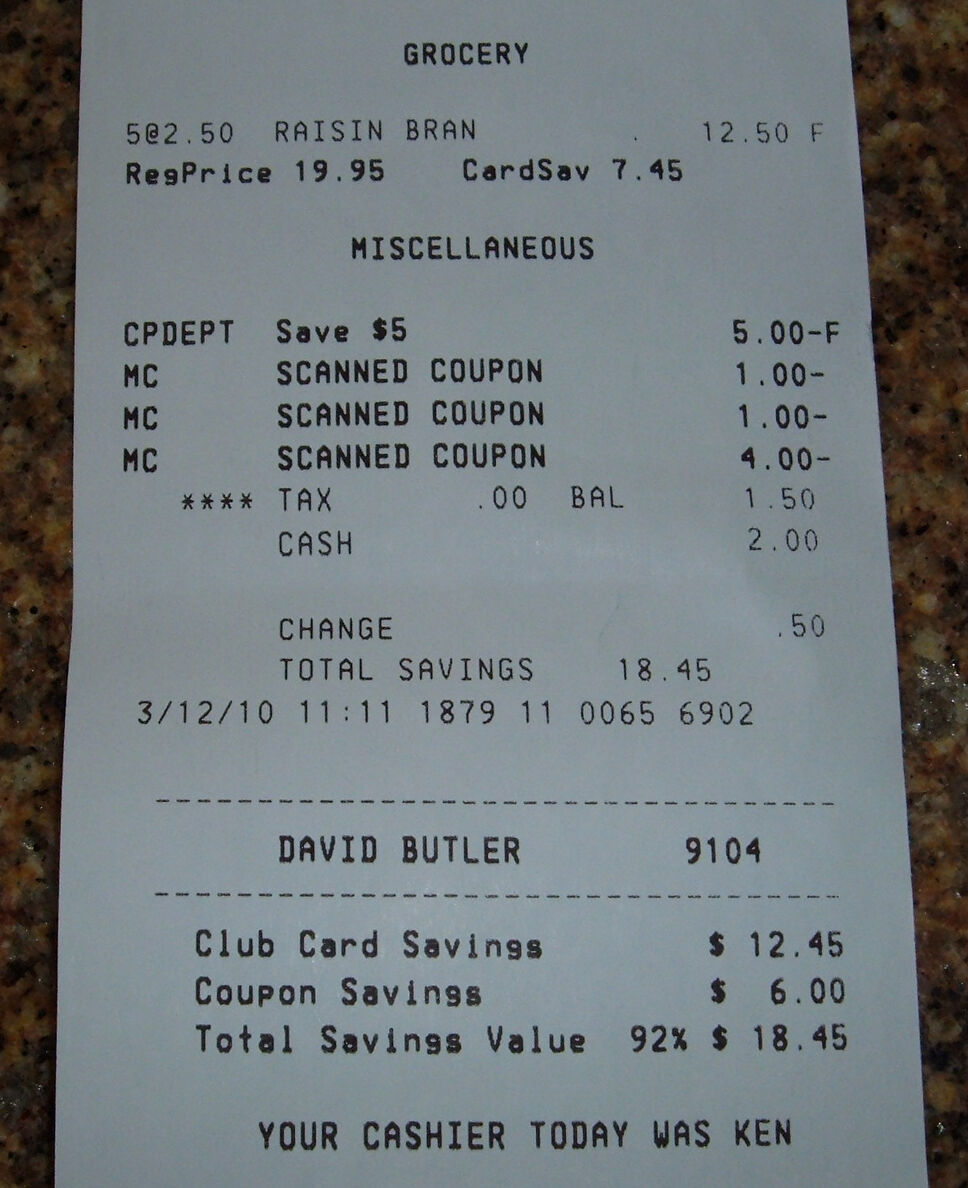 GROCERY
5@2.50 RAISIN BRAN . 12.50 F
RegPrice 19.95 CardSav 7.45
MISCELLANEOUS
CPDEPT Save $5 5.00-F
MC SCANNED COUPON 1.00-
MC SCANNED COUPON 1.00-
MC SCANNED COUPON 4.00-
**** TAX .00 BAL 1.50
CASH 2.00
CHANGE .50
TOTAL SAVINGS 18.45
3/12/10 11:11 1879 11 0065 6902
--------------------------------
DAVID BUTLER 9104
--------------------------------
Club Card Savings $ 12.45
Coupon Savings $ 6.00
Total Savings Value 92% $ 18.45
YOUR CASHIER TODAY WAS KEN